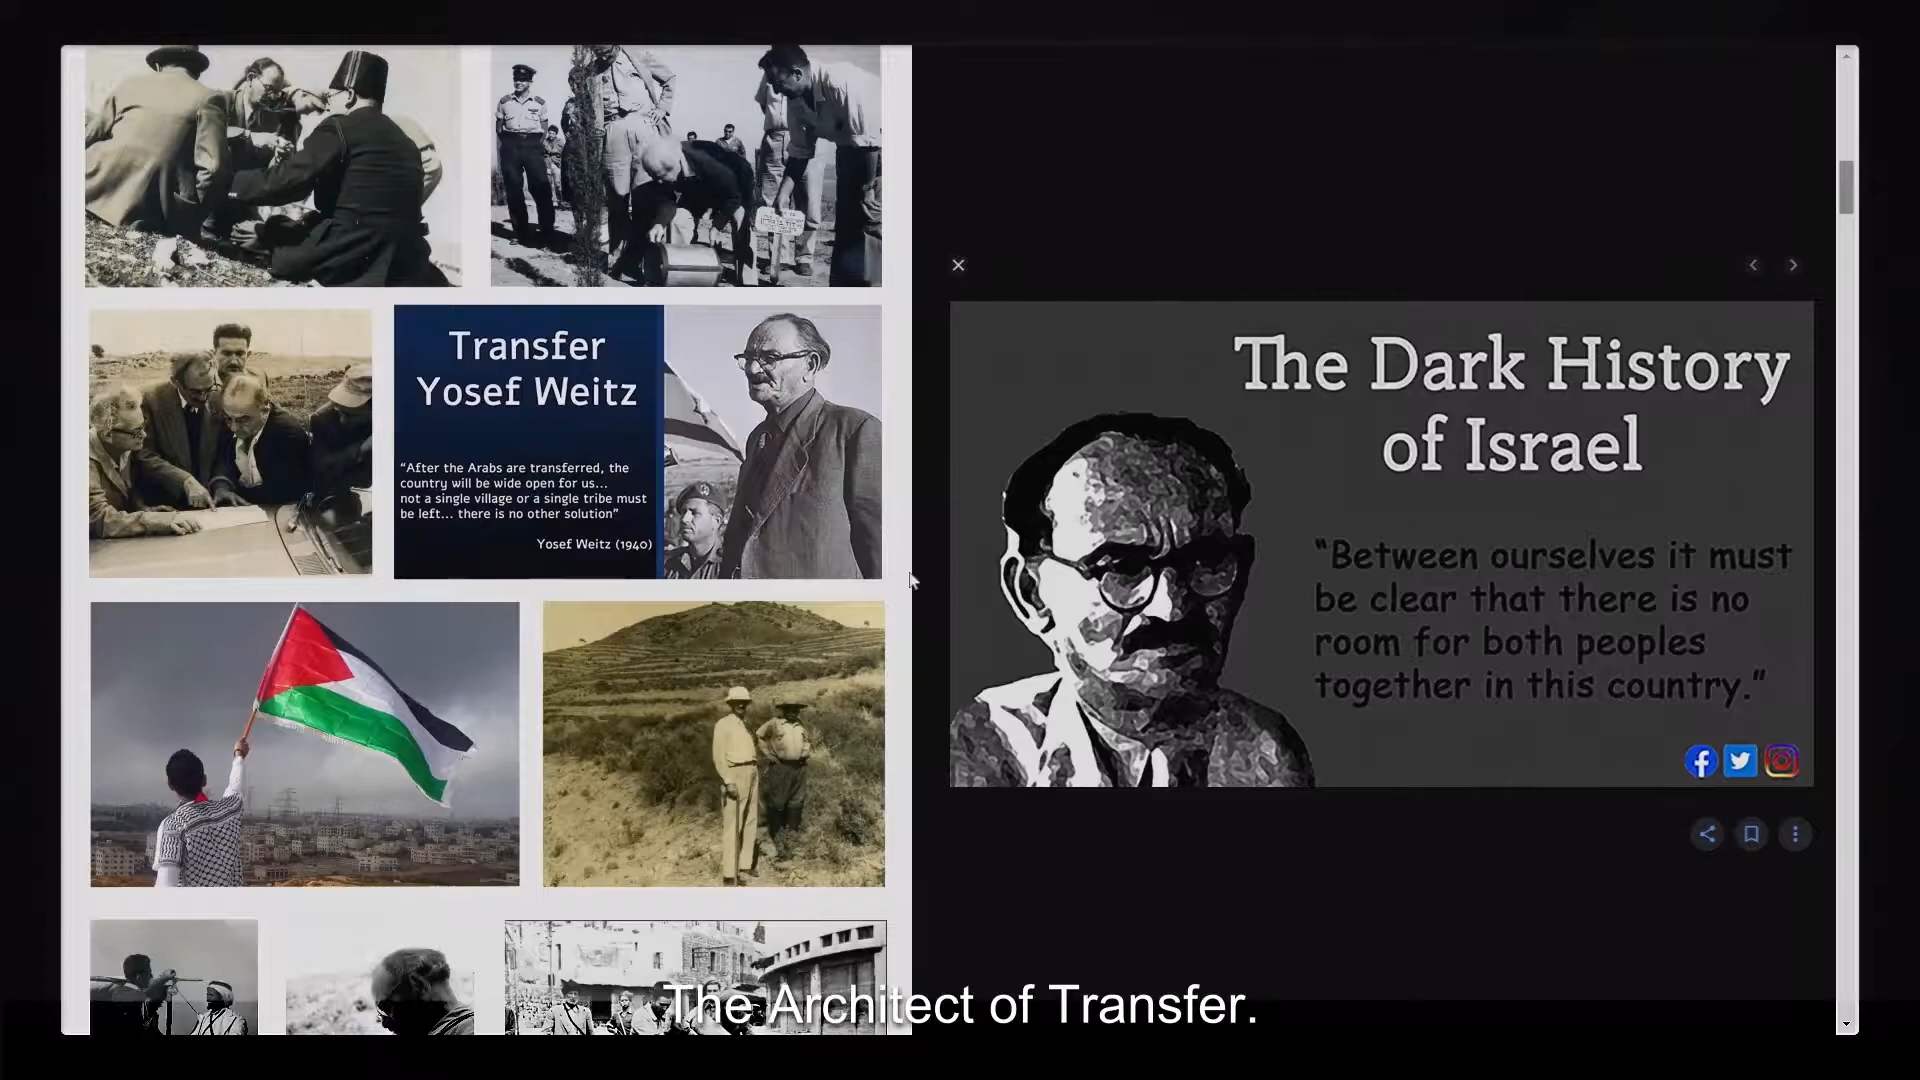 Transfer
Yosef Weitz
“After the Arabs are transferred, the
country will be wide open for us...
not a single village or a single tribe must
be left... there is no other solution”
Yosef Weitz (1940)
The Dark History
of Israel
“Between ourselves it must
be clear that there is no
room for both peoples
together in this country.”
The Architect of Transfer.